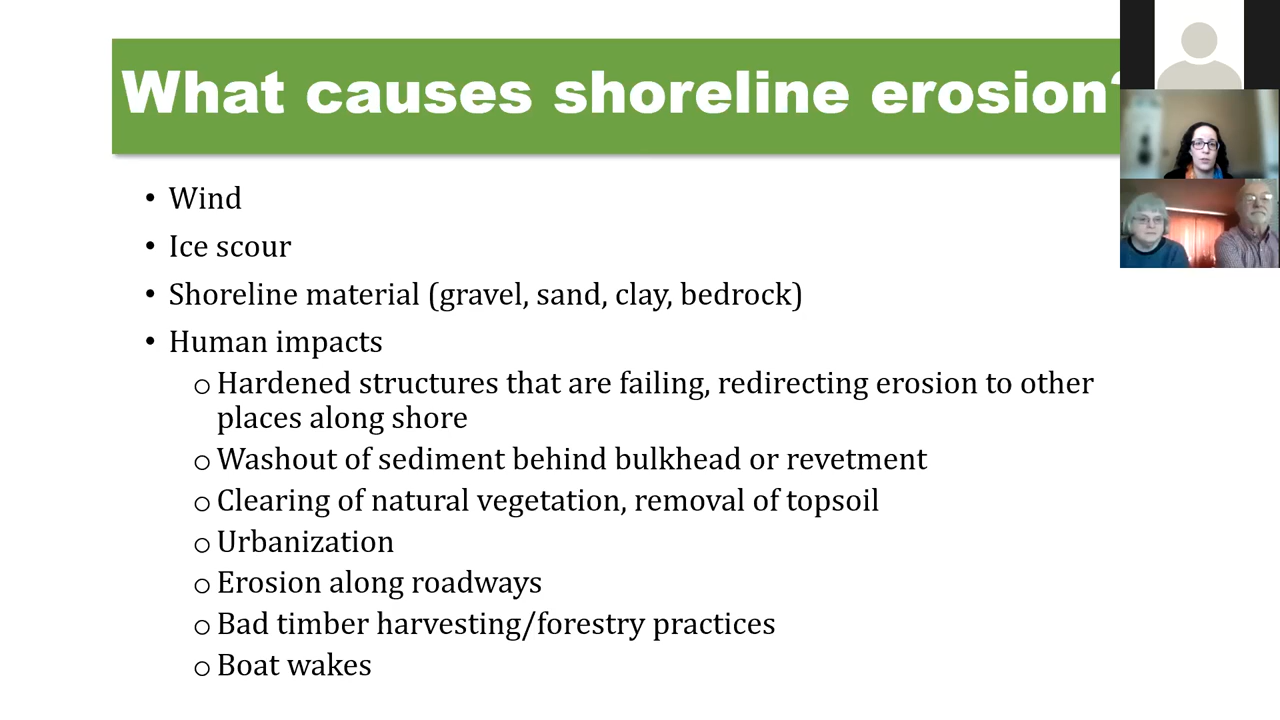 What causes shoreline erosion?
• Wind
• Ice scour
• Shoreline material (gravel, sand, clay, bedrock)
• Human impacts
o Hardened structures that are failing, redirecting erosion to other
places along shore
o Washout of sediment behind bulkhead or revetment
o Clearing of natural vegetation, removal of topsoil
o Urbanization
o Erosion along roadways
o Bad timber harvesting/forestry practices
o Boat wakes